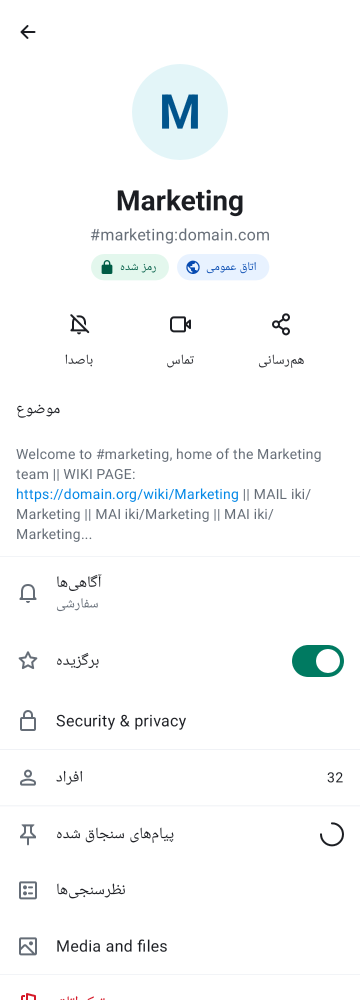 M
Marketing
#marketing:domain.com
رمز شده
اتاق عمومی
باصدا
تماس
هم‌رسانی
موضوع
Welcome to #marketing, home of the Marketing
team || WIKI PAGE:
https://domain.org/wiki/Marketing || MAIL iki/
Marketing || MAI iki/Marketing || MAI iki/
Marketing...
آگاهی‌ها
سفارشی
برگزیده
Security & privacy
افراد
32
پیام‌های سنجاق شده
نظرسنجی‌ها
Media and files